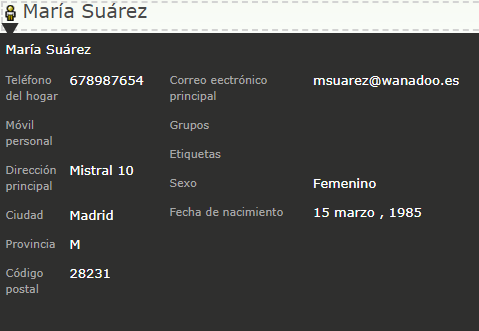 María Suárez
María Suárez
Teléfono del hogar 678987654
Móvil personal
Dirección principal Mistral 10
Ciudad Madrid
Provincia M
Código postal 28231
Correo eectrónico principal msuarez@wanadoo.es
Grupos
Etiquetas
Sexo Femenino
Fecha de nacimiento 15 marzo , 1985